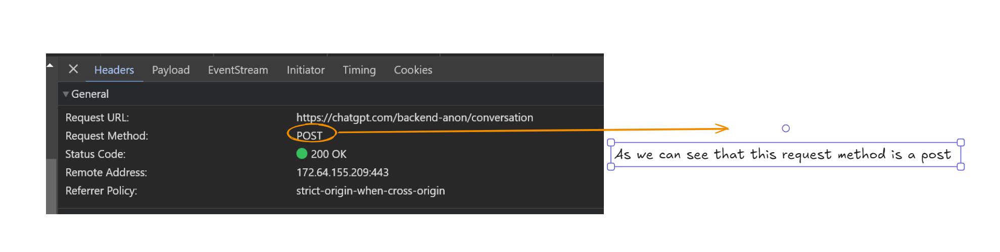 Headers Payload EventStream Initiator Timing Cookies
General
Request URL: https://chatgpt.com/backend-anon/conversation
Request Method: POST
Status Code: 200 OK
Remote Address: 172.64.155.209:443
Referrer Policy: strict-origin-when-cross-origin
As we can see that this request method is a post